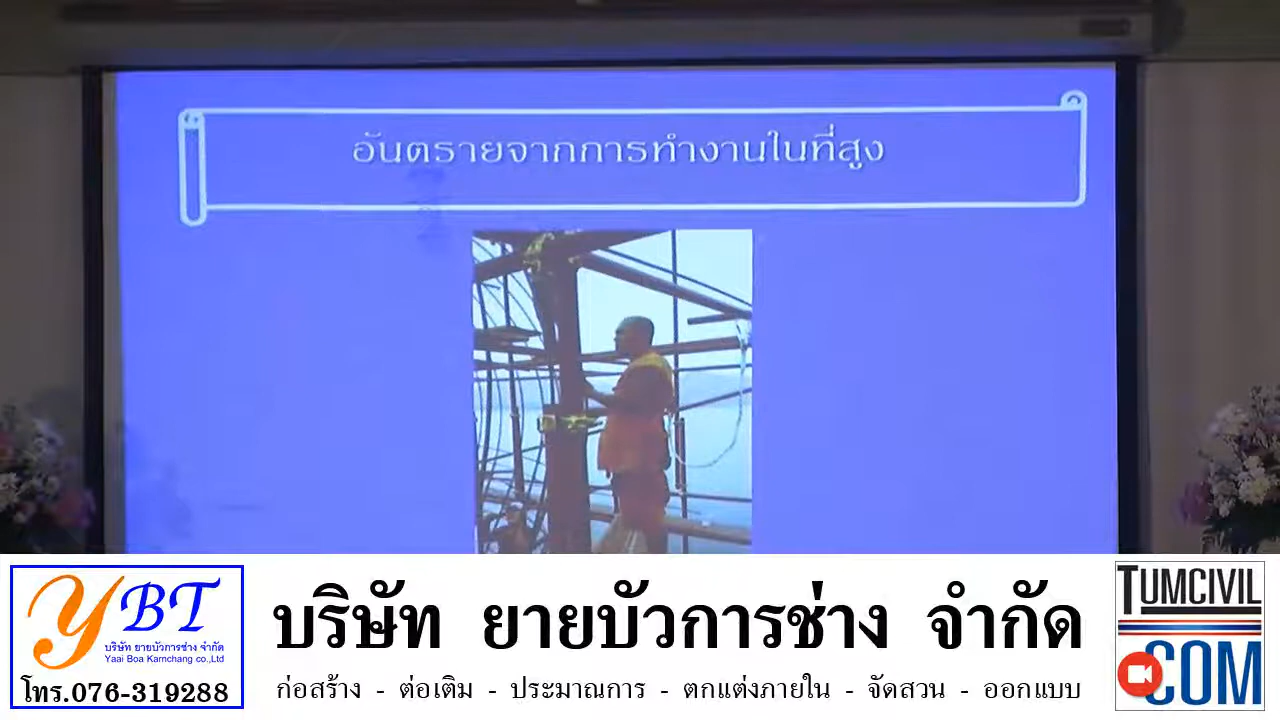 อันตรายจากการทำงานในที่สูง
YBT
บริษัท ยายบัวการช่าง จำกัด
Yaai Boa Karnchang co.,Ltd
โทร.076-319288
บริษัท ยายบัวการช่าง จำกัด
ก่อสร้าง - ต่อเติม - ประมาณการ - ตกแต่งภายใน - จัดสวน - ออกแบบ
TUMCIVIL
.COM